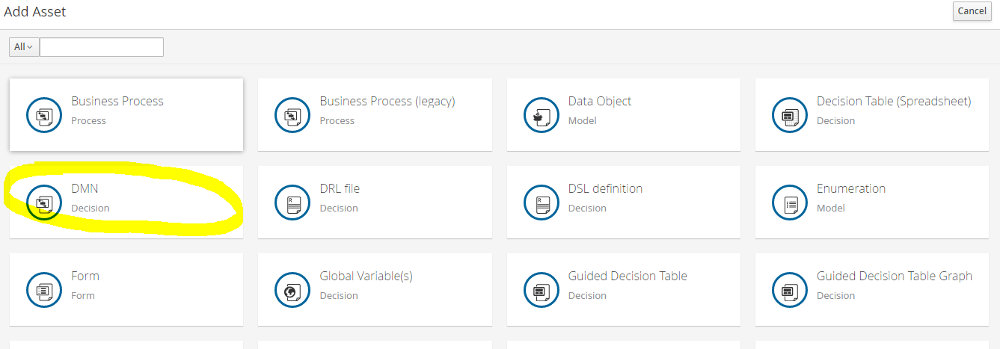 Add Asset
Cancel
All
Business Process
Process
Business Process (legacy)
Process
Data Object
Model
Decision Table (Spreadsheet)
Decision
DMN
Decision
DRL file
Decision
DSL definition
Decision
Enumeration
Model
Form
Form
Global Variable(s)
Decision
Guided Decision Table
Decision
Guided Decision Table Graph
Decision